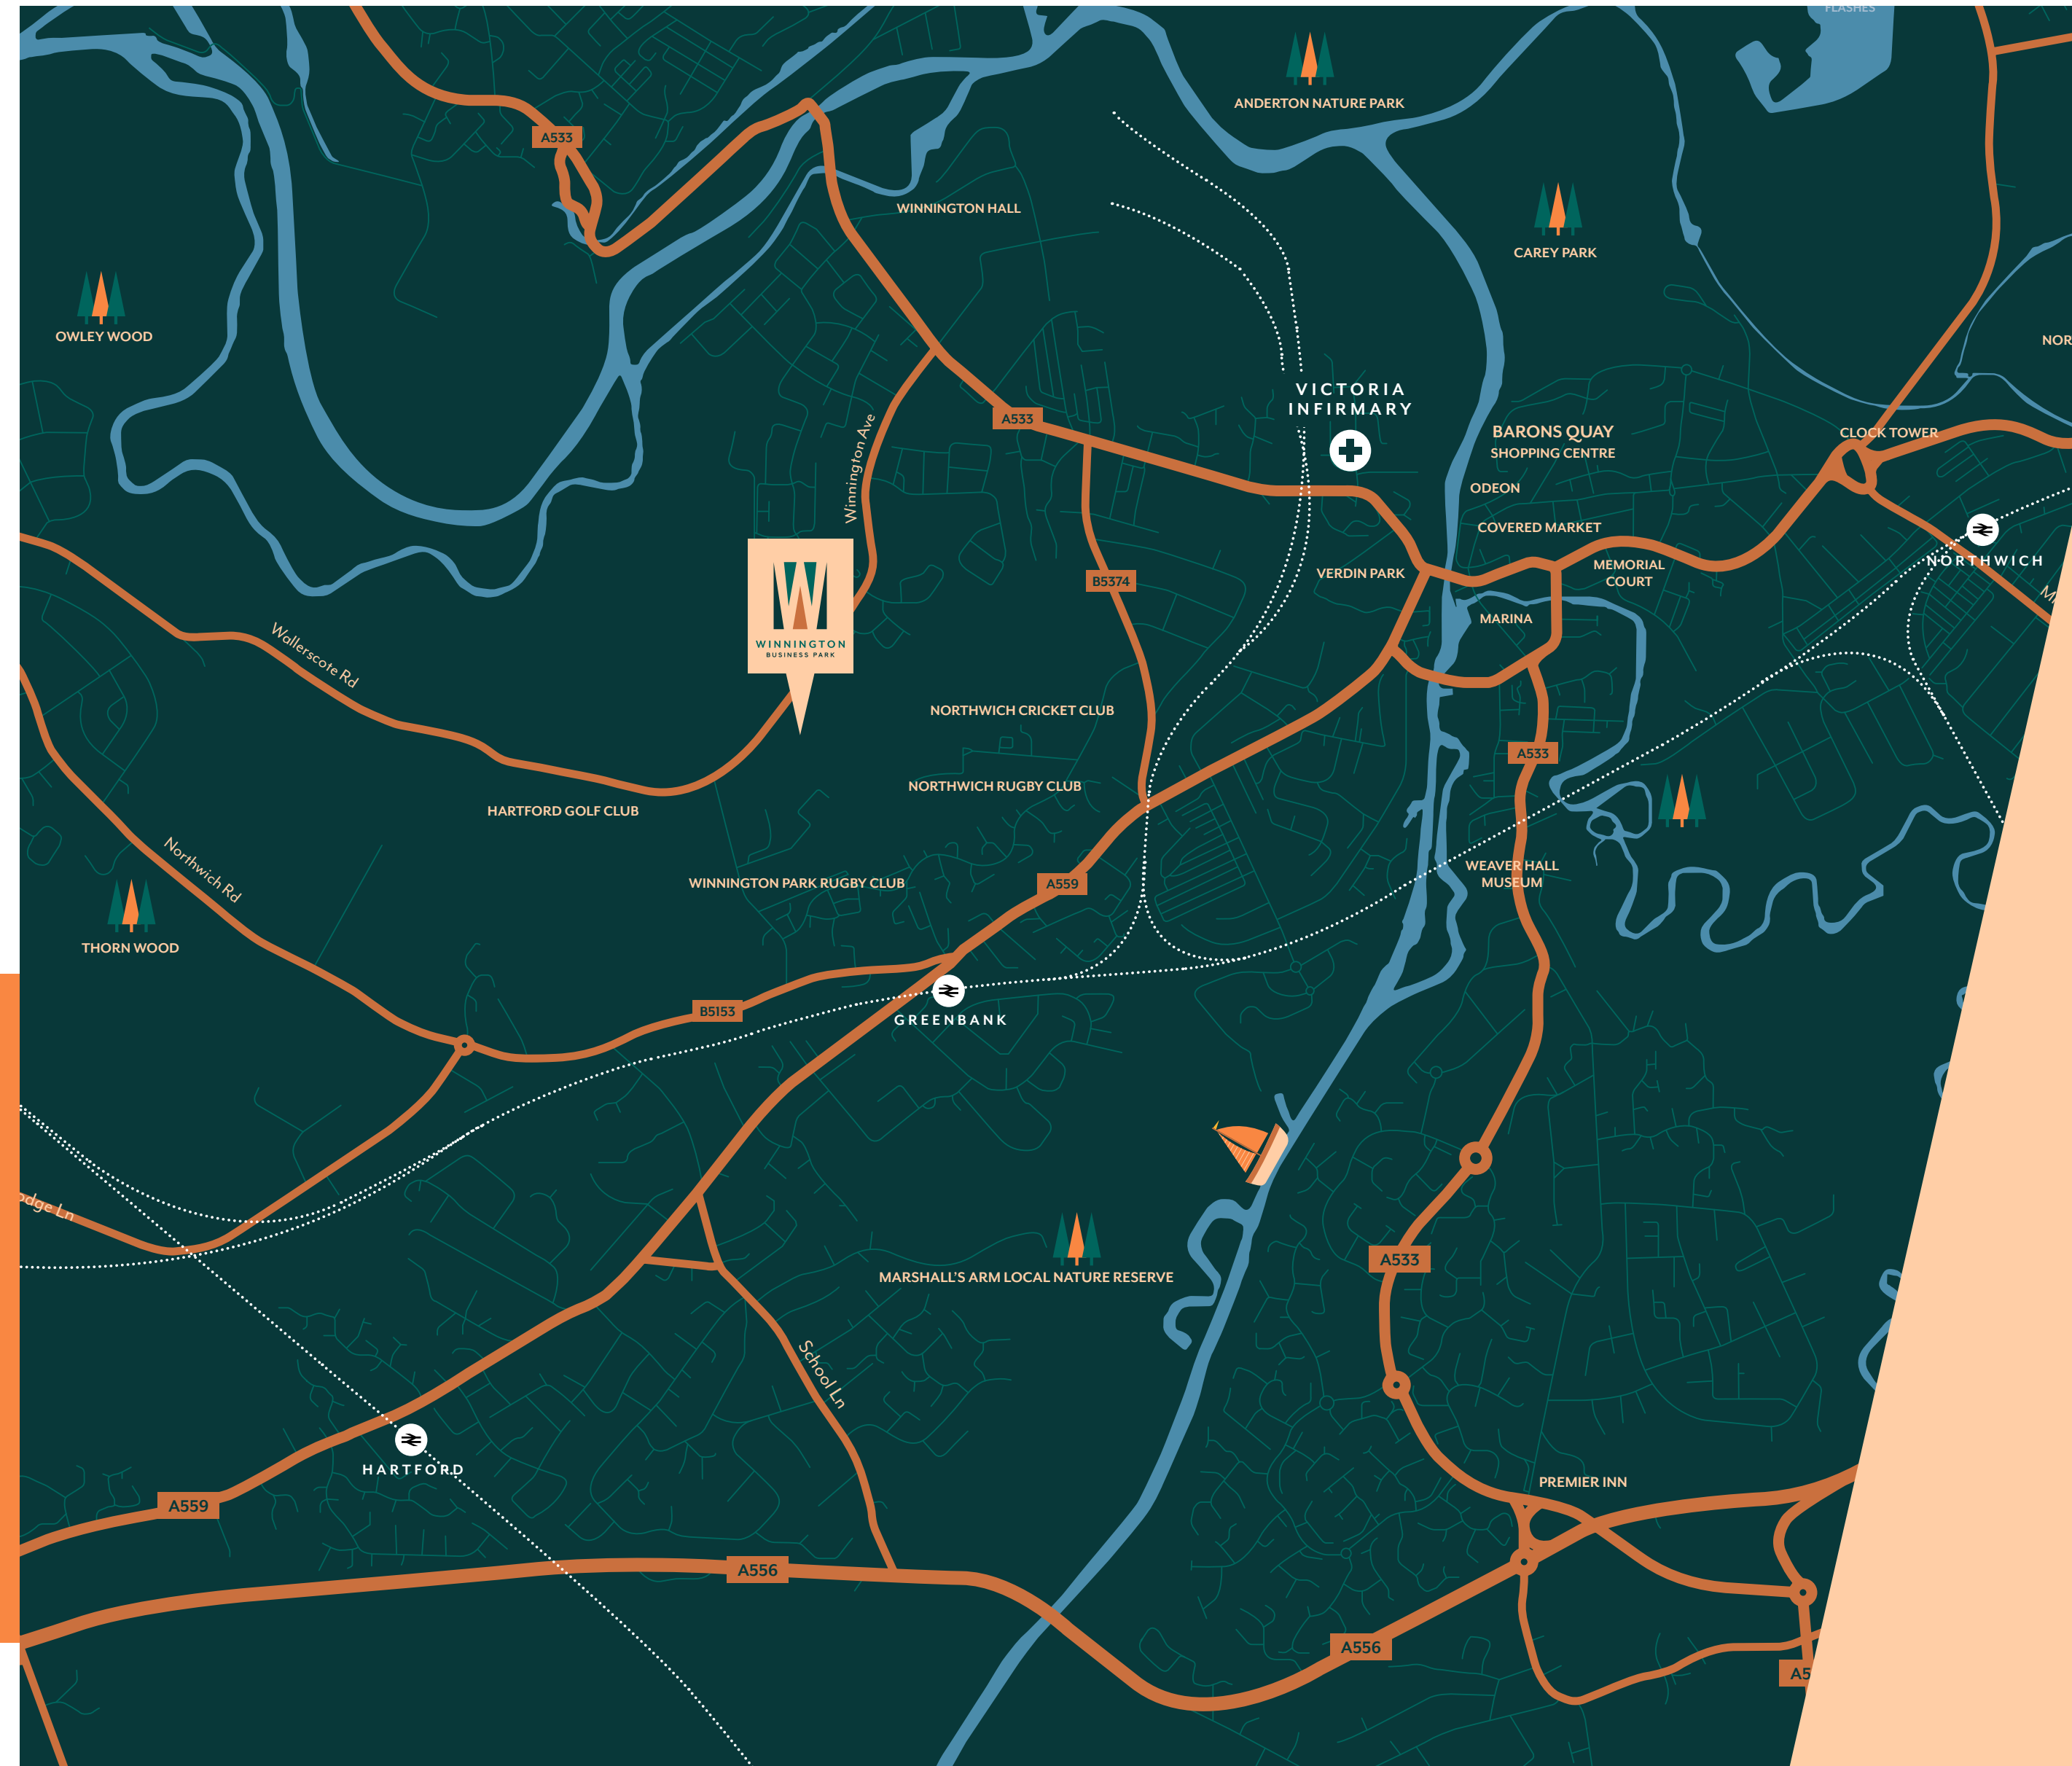 FLASHES
ANDERTON NATURE PARK
A533
WINNINGTON HALL
CAREY PARK
OWLEY WOOD
NOR
VICTORIA
INFIRMARY
A533
Winnington Ave
BARONS QUAY
SHOPPING CENTRE
CLOCK TOWER
ODEON
COVERED MARKET
NORTHWICH
VERDIN PARK
MEMORIAL
COURT
B5374
W
WINNINGTON
BUSINESS PARK
MARINA
Wallerscote Rd
NORTHWICH CRICKET CLUB
A533
NORTHWICH RUGBY CLUB
HARTFORD GOLF CLUB
Northwich Rd
WINNINGTON PARK RUGBY CLUB
A559
WEAVER HALL
MUSEUM
THORN WOOD
B5153
GREENBANK
odge Ln
A533
MARSHALL'S ARM LOCAL NATURE RESERVE
School Ln
HARTFORD
PREMIER INN
A559
A556
A556
A5